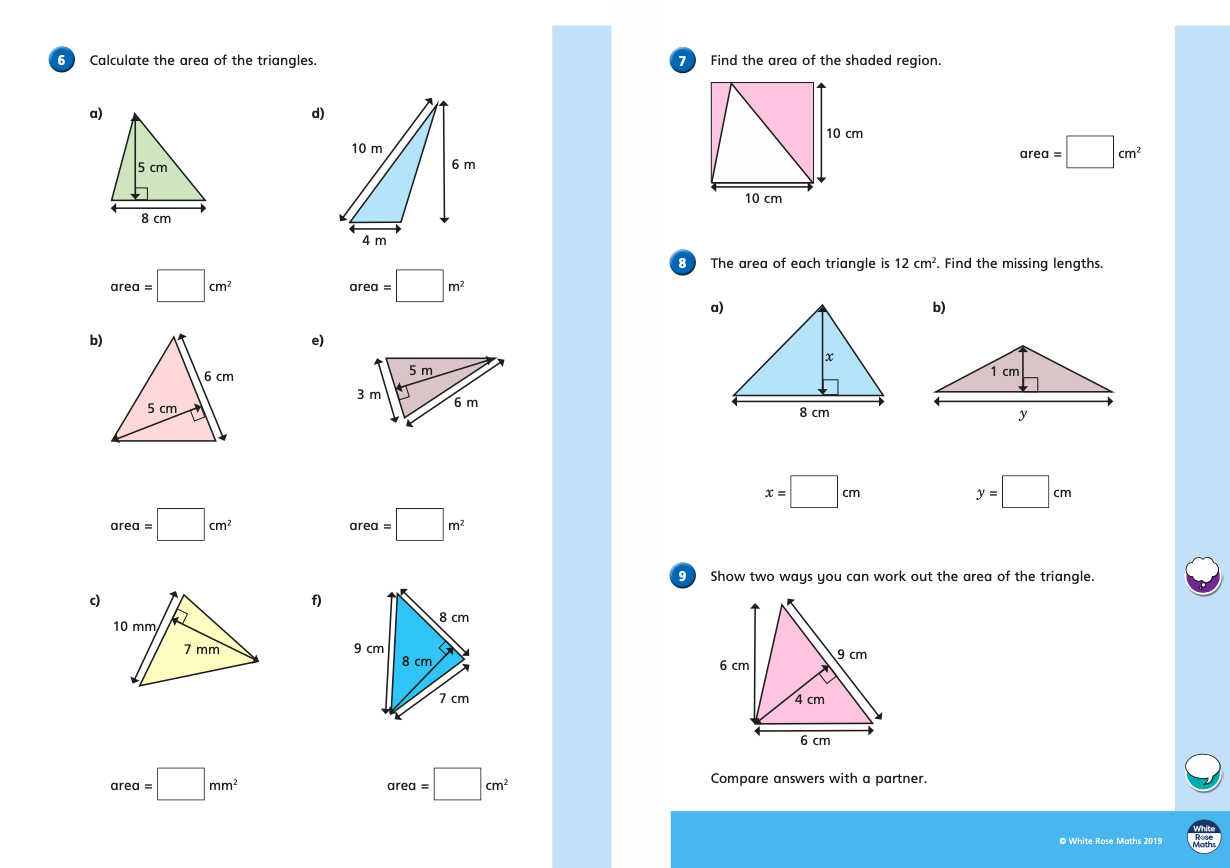 6 Calculate the area of the triangles.
a)
5 cm
8 cm
area = cm²
d)
10 m
6 m
4 m
area = m²
b)
6 cm
5 cm
area = cm²
e)
5 m
3 m
6 m
area = m²
c)
10 mm
7 mm
area = mm²
f)
8 cm
9 cm
8 cm
7 cm
area = cm²
7 Find the area of the shaded region.
10 cm
10 cm
area = cm²
8 The area of each triangle is 12 cm². Find the missing lengths.
a)
x
8 cm
x = cm
b)
1 cm
y
y = cm
9 Show two ways you can work out the area of the triangle.
6 cm
9 cm
4 cm
6 cm
Compare answers with a partner.
© White Rose Maths 2019
White
Rose
Maths